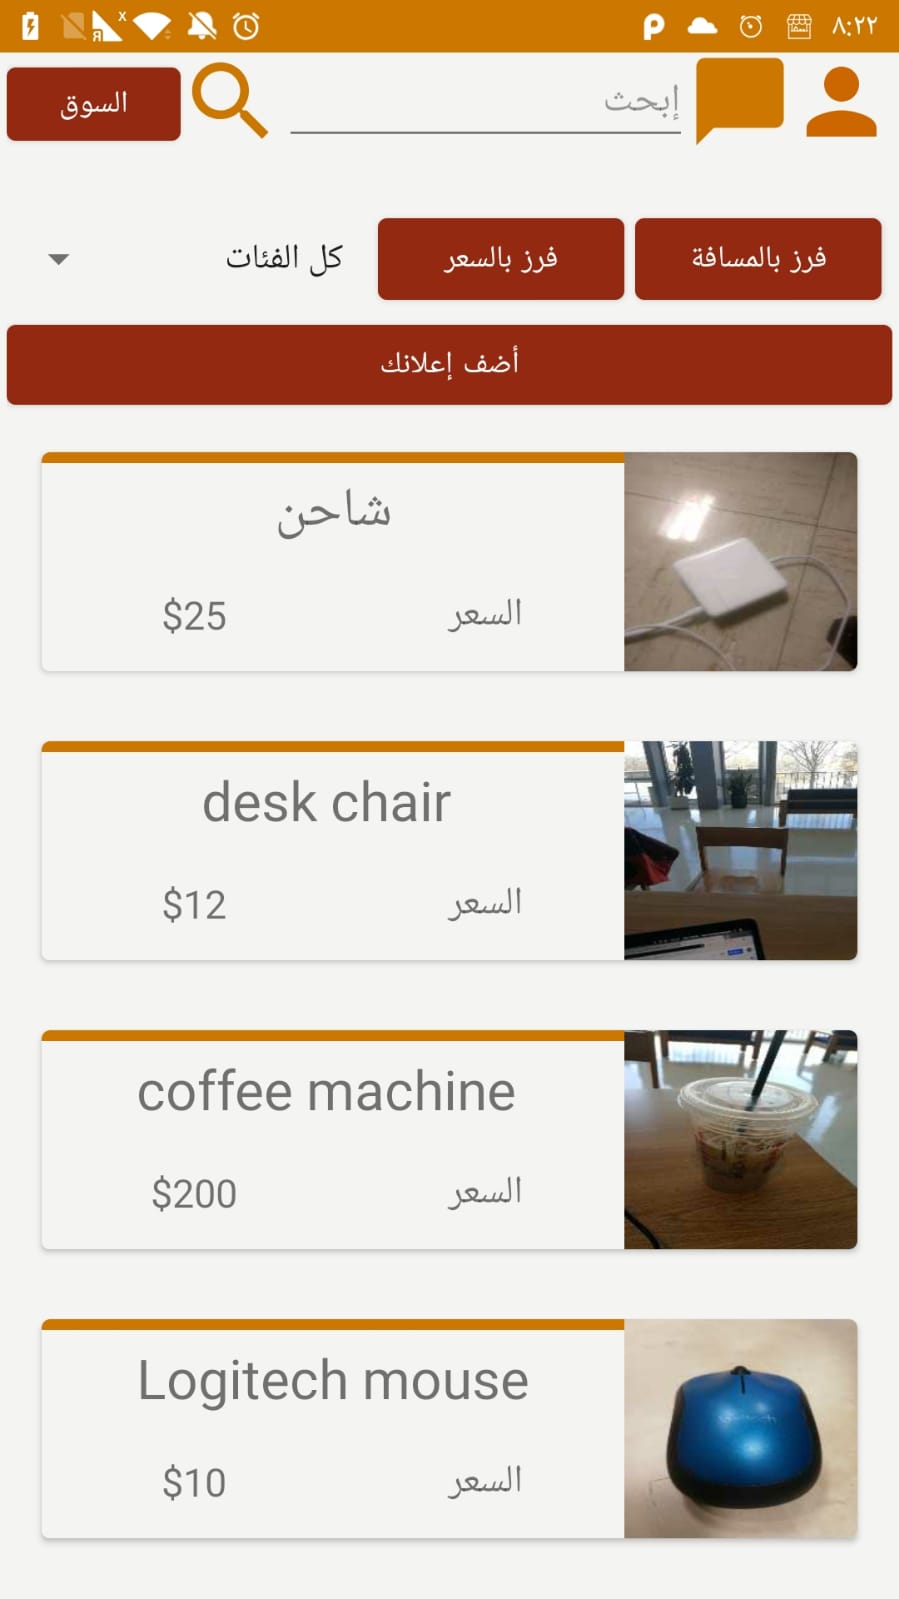 ٨:٢٢
إبحث
السوق
فرز بالمسافة
فرز بالسعر
كل الفئات
أضف إعلانك
شاحن
السعر
$25
desk chair
السعر
$12
coffee machine
السعر
$200
Logitech mouse
السعر
$10